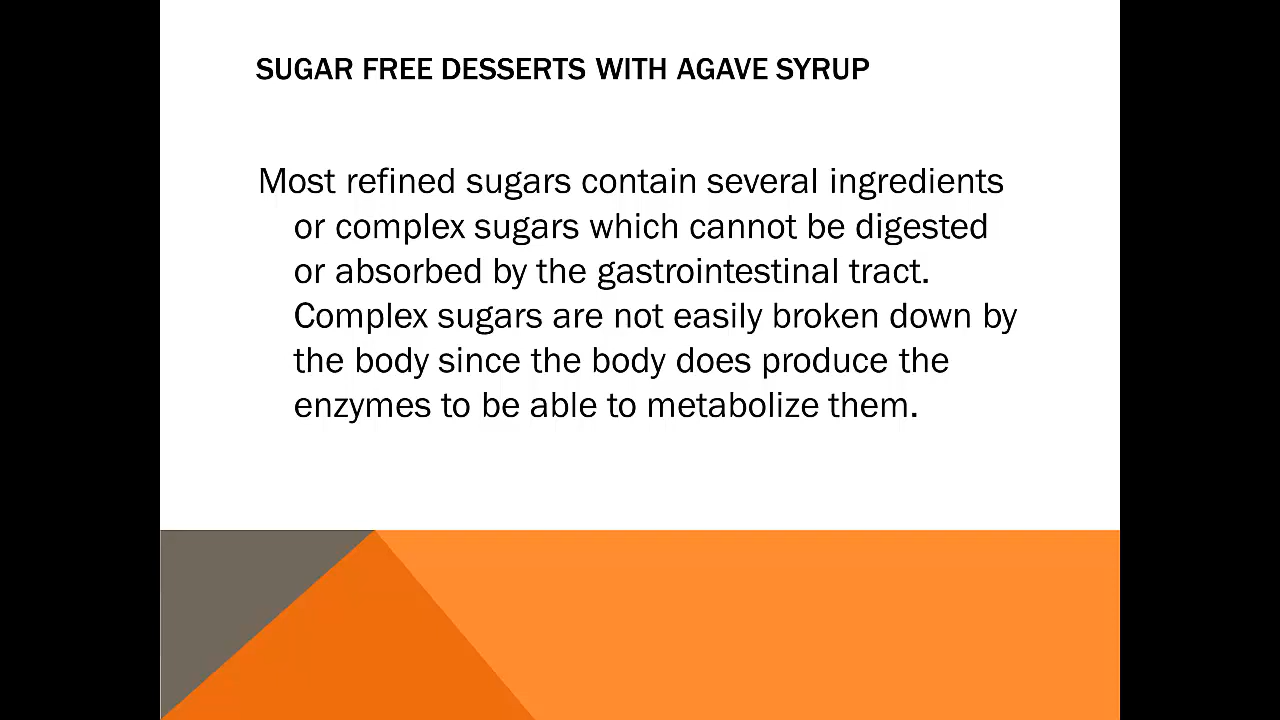 SUGAR FREE DESSERTS WITH AGAVE SYRUP
Most refined sugars contain several ingredients
or complex sugars which cannot be digested
or absorbed by the gastrointestinal tract.
Complex sugars are not easily broken down by
the body since the body does produce the
enzymes to be able to metabolize them.